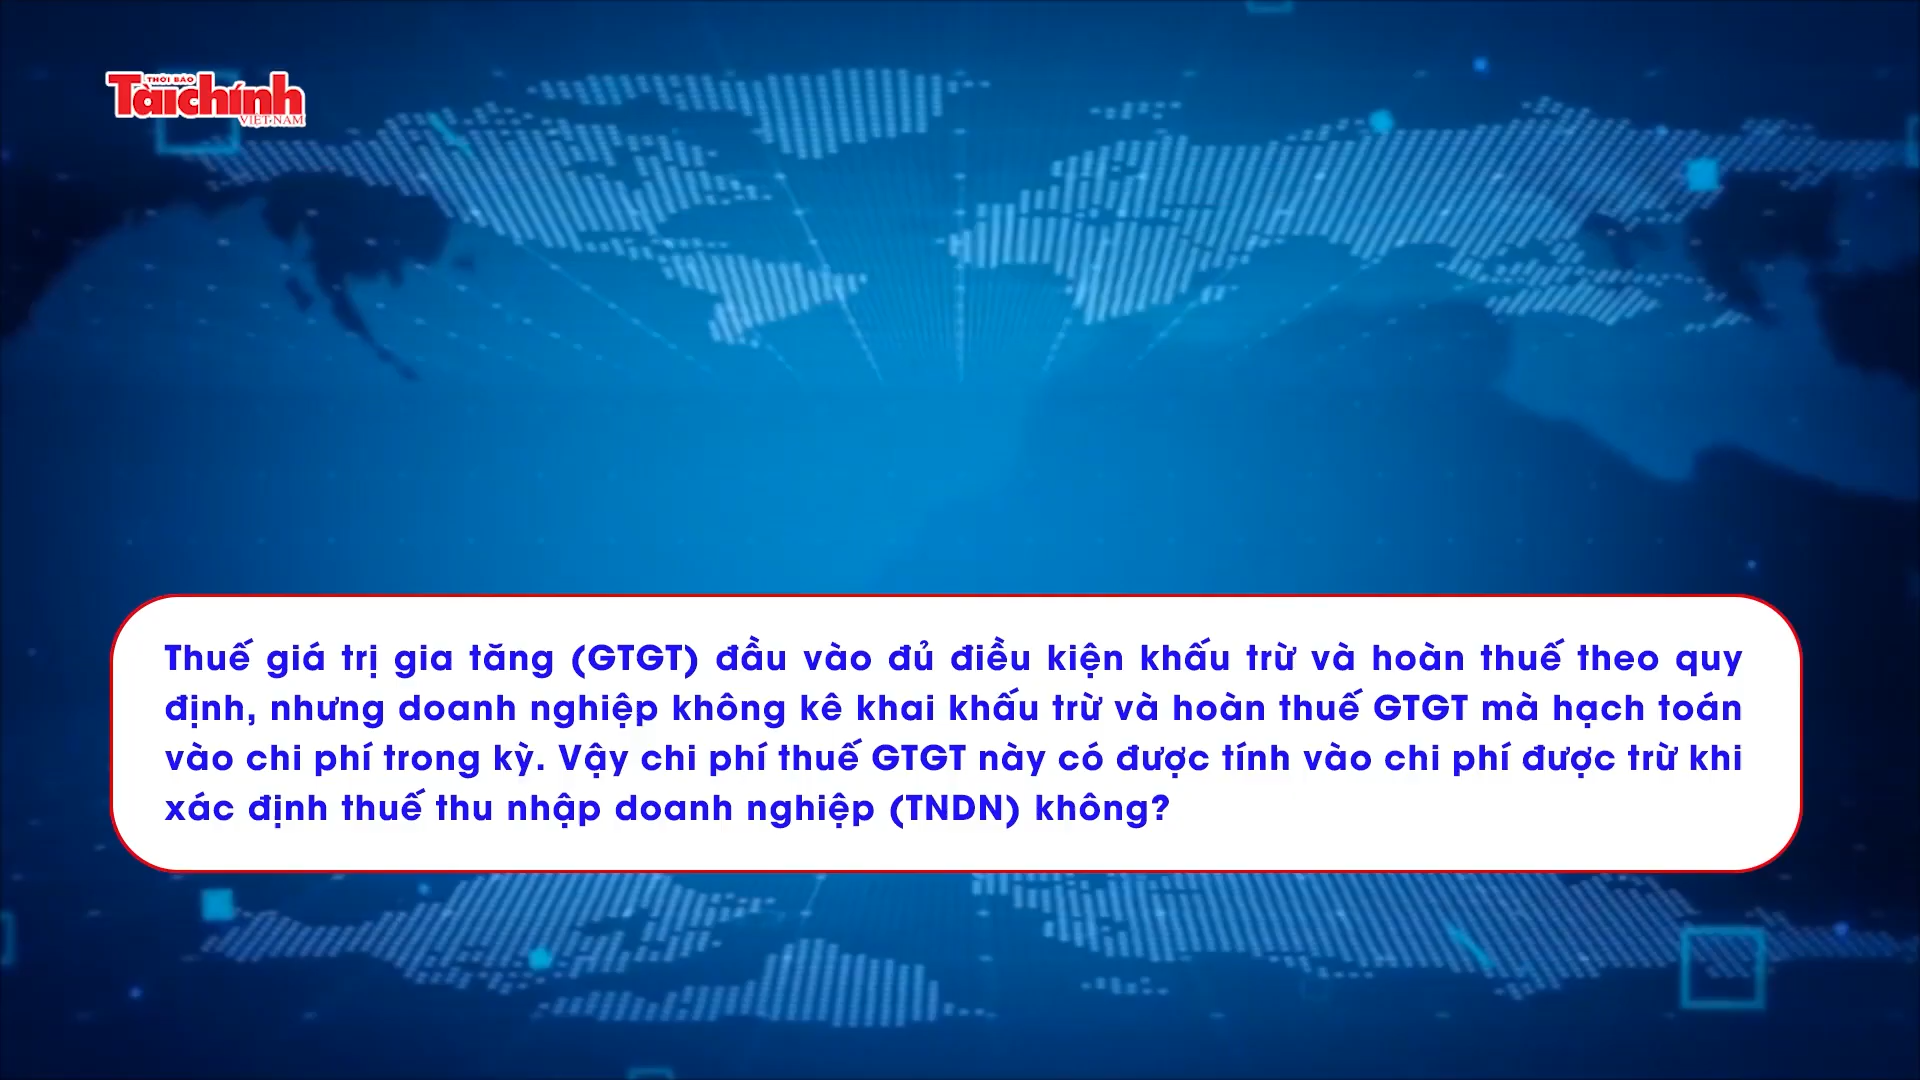 THỜI BÁO
Tàichính
VIỆT NAM
Thuế giá trị gia tăng (GTGT) đầu vào đủ điều kiện khấu trừ và hoàn thuế theo quy
định, nhưng doanh nghiệp không kê khai khấu trừ và hoàn thuế GTGT mà hạch toán
vào chi phí trong kỳ. Vậy chi phí thuế GTGT này có được tính vào chi phí được trừ khi
xác định thuế thu nhập doanh nghiệp (TNDN) không?